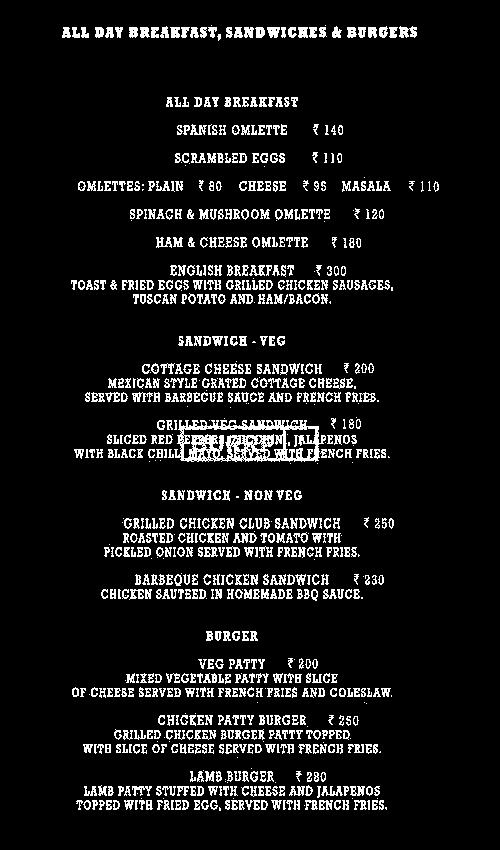 ALL DAY BREAKFAST, SANDWICHES & BURGERS
ALL DAY BREAKFAST
SPANISH OMLETTE ₹ 140
SCRAMBLED EGGS ₹ 110
OMLETTES: PLAIN ₹ 80 CHEESE ₹ 95 MASALA ₹ 110
SPINACH & MUSHROOM OMLETTE ₹ 120
HAM & CHEESE OMLETTE ₹ 180
ENGLISH BREAKFAST ₹ 300
TOAST & FRIED EGGS WITH GRILLED CHICKEN SAUSAGES,
TUSCAN POTATO AND HAM/BACON.
SANDWICH - VEG
COTTAGE CHEESE SANDWICH ₹ 200
MEXICAN STYLE GRATED COTTAGE CHEESE,
SERVED WITH BARBECUE SAUCE AND FRENCH FRIES.
GRILLED VEG SANDWICH ₹ 180
SLICED RED JALAPENOS
WITH BLACK CHILLI MAYO SERVED WITH FRENCH FRIES.
SANDWICH - NON VEG
GRILLED CHICKEN CLUB SANDWICH ₹ 250
ROASTED CHICKEN AND TOMATO WITH
PICKLED ONION SERVED WITH FRENCH FRIES.
BARBEQUE CHICKEN SANDWICH ₹ 230
CHICKEN SAUTEED IN HOMEMADE BBQ SAUCE.
BURGER
VEG PATTY ₹ 200
MIXED VEGETABLE PATTY WITH SLICE
OF CHEESE SERVED WITH FRENCH FRIES AND COLESLAW.
CHICKEN PATTY BURGER ₹ 250
GRILLED CHICKEN BURGER PATTY TOPPED
WITH SLICE OF CHEESE SERVED WITH FRENCH FRIES.
LAMB BURGER ₹ 280
LAMB PATTY STUFFED WITH CHEESE AND JALAPENOS
TOPPED WITH FRIED EGG, SERVED WITH FRENCH FRIES.